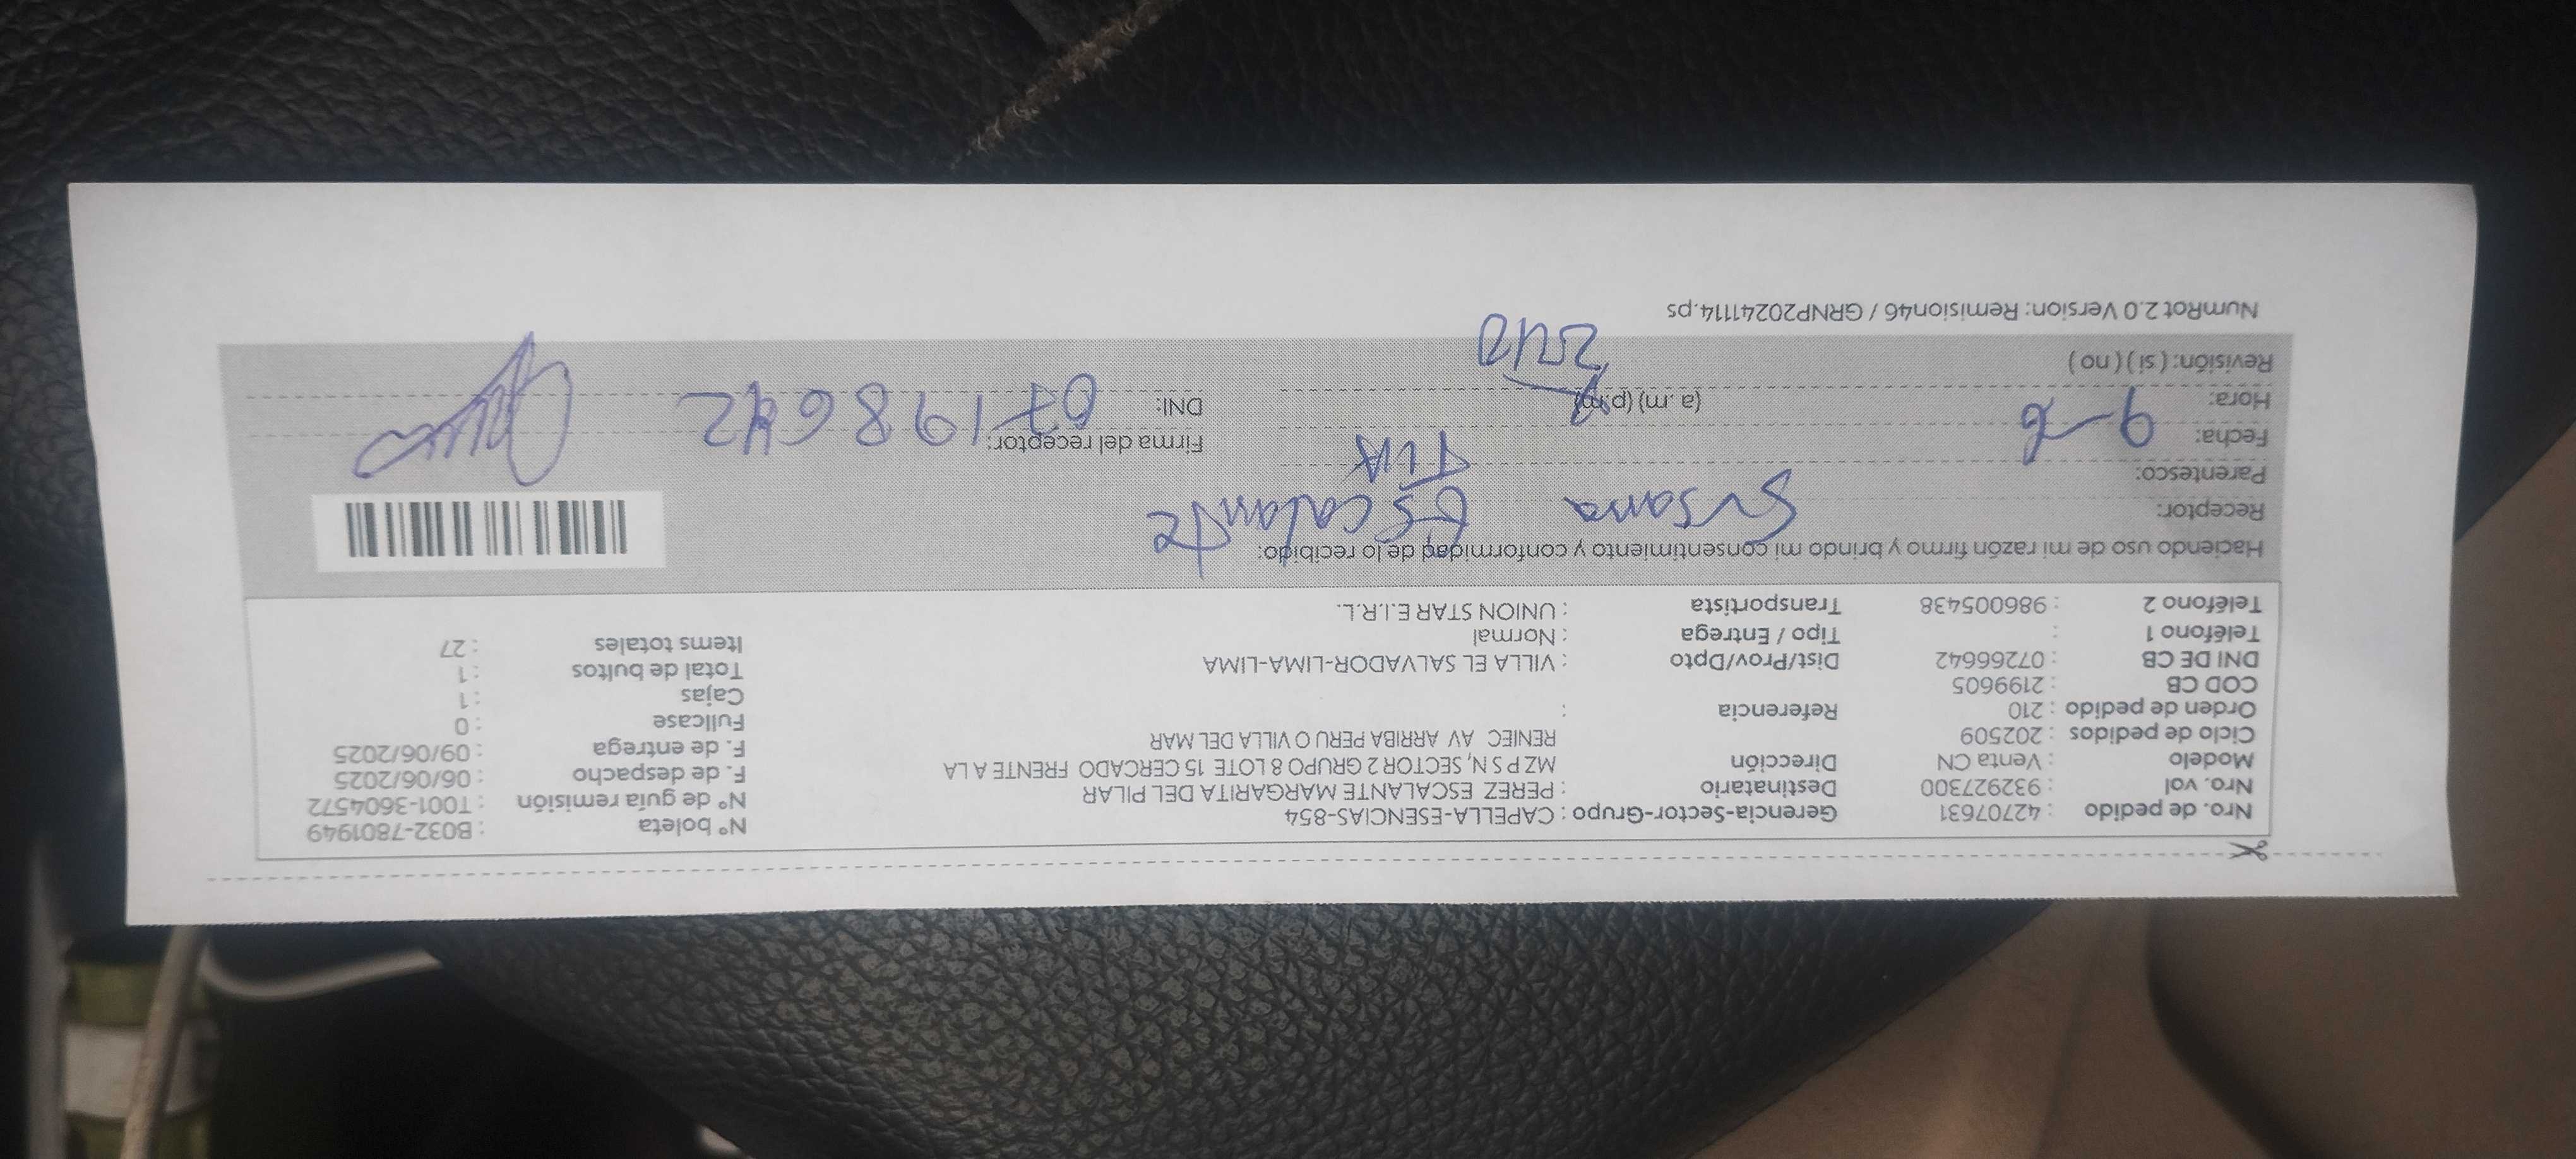 Nro. de pedido : 42707631 Gerencia-Sector-Grupo : CAPELLA-ESENCIAS-854 N° boleta : B032-7801949
Nro. vol : 932927300 Destinatario : PEREZ ESCALANTE MARGARITA DEL PILAR N° de guía remisión : T001-3604572
Modelo : Venta CN Dirección MZ P S N, SECTOR 2 GRUPO 8 LOTE 15 CERCADO FRENTE A LA F. de despacho : 06/06/2025
Ciclo de pedidos : 202509 RENIEC AV ARRIBA PERU O VILLA DEL MAR F. de entrega : 09/06/2025
Orden de pedido : 210 Referencia : Fullcase : 0
COD CB : 2199605 Cajas : 1
DNI DE CB : 07266642 Dist/Prov/Dpto : VILLA EL SALVADOR-LIMA-LIMA Total de bultos : 1
Teléfono 1 : Tipo / Entrega : Normal Items totales : 27
Teléfono 2 : 986005438 Transportista : UNION STAR E.I.R.L.
Haciendo uso de mi razón firmo y brindo mi consentimiento y conformidad de lo recibido:
Receptor: Susana Escalante
Parentesco: TIA
Fecha: 9-6 Firma del receptor:
Hora: (a.m) (p.m) DNI: 07198642
Revisión: ( si ) ( no ) 240
NumRot 2.0 Version: Remision46 / GRNP20241114.ps